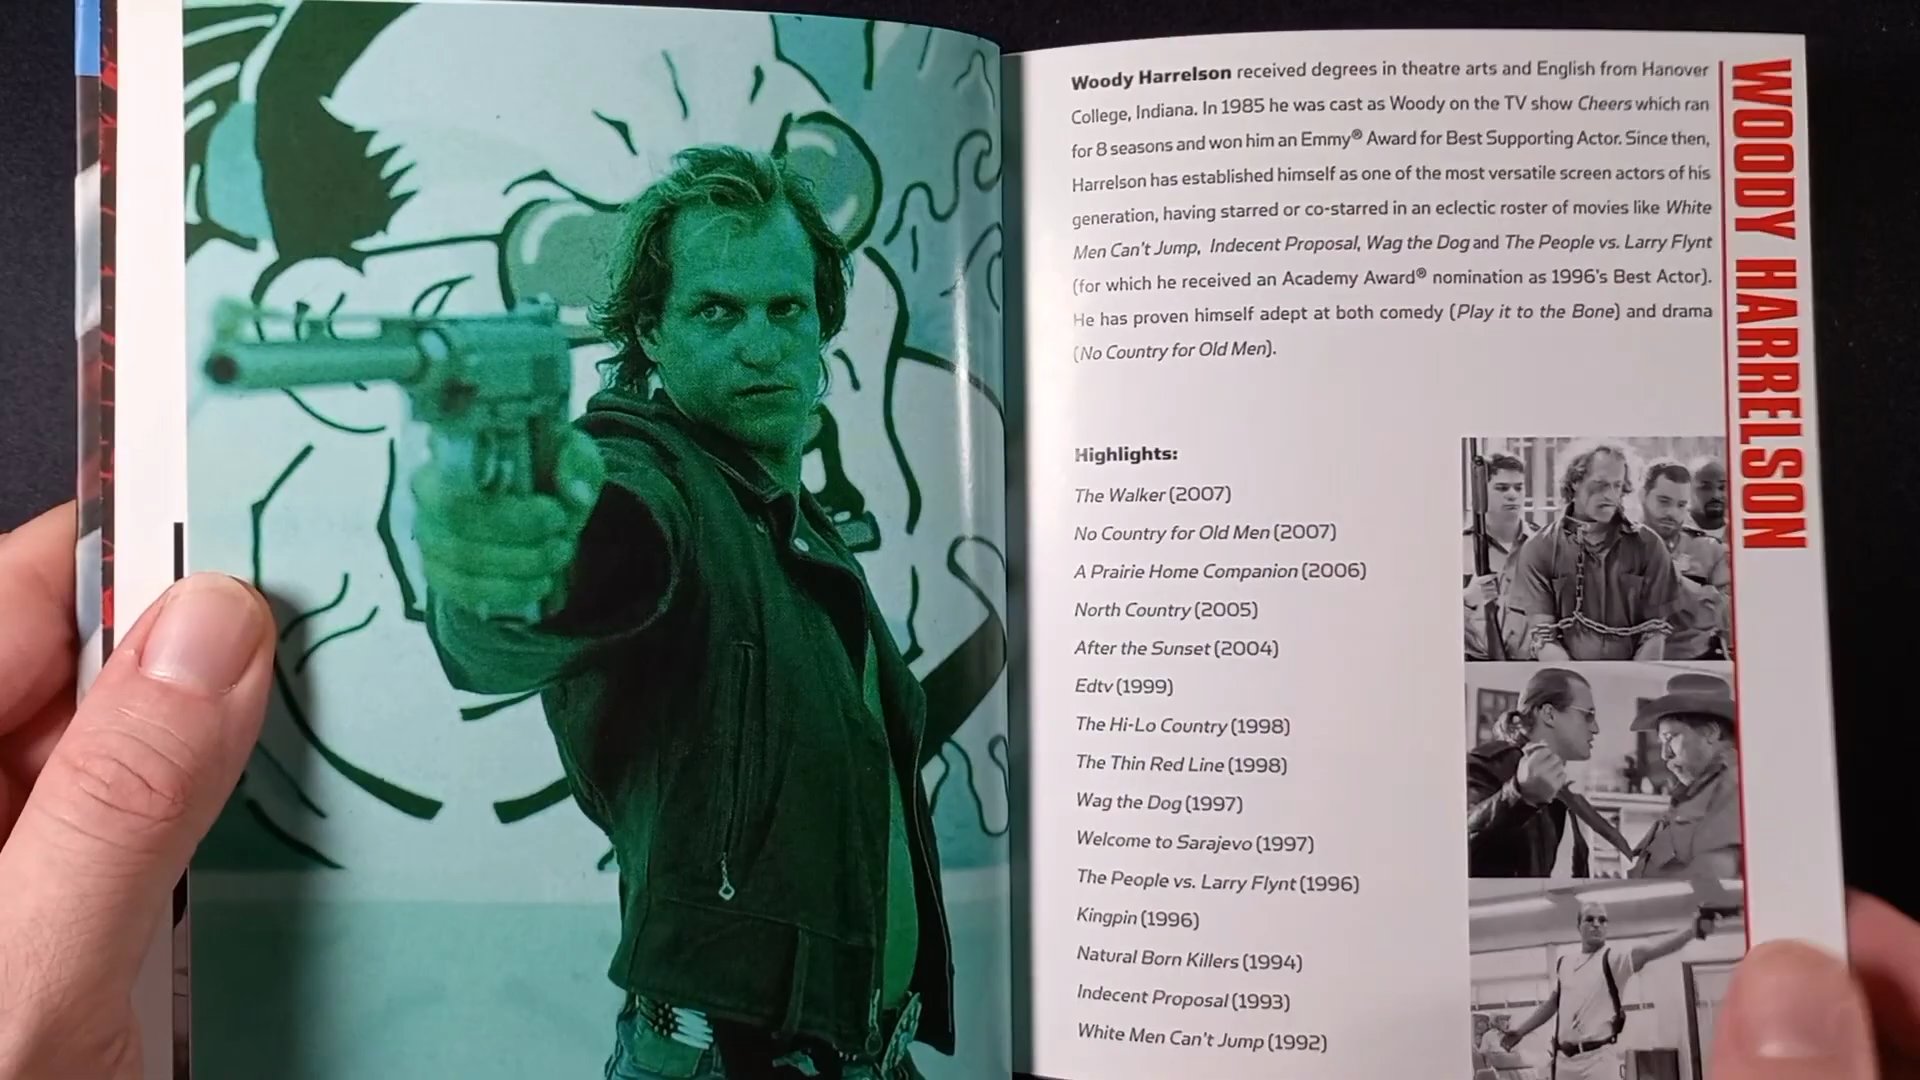 Woody Harrelson received degrees in theatre arts and English from Hanover
College, Indiana. In 1985 he was cast as Woody on the TV show Cheers which ran
for 8 seasons and won him an Emmy® Award for Best Supporting Actor. Since then,
Harrelson has established himself as one of the most versatile screen actors of his
generation, having starred or co-starred in an eclectic roster of movies like White
Men Can't Jump, Indecent Proposal, Wag the Dog and The People vs. Larry Flynt
(for which he received an Academy Award® nomination as 1996's Best Actor).
He has proven himself adept at both comedy (Play it to the Bone) and drama
(No Country for Old Men).
Highlights:
The Walker (2007)
No Country for Old Men (2007)
A Prairie Home Companion (2006)
North Country (2005)
After the Sunset (2004)
Edtv (1999)
The Hi-Lo Country (1998)
The Thin Red Line (1998)
Wag the Dog (1997)
Welcome to Sarajevo (1997)
The People vs. Larry Flynt (1996)
Kingpin (1996)
Natural Born Killers (1994)
Indecent Proposal (1993)
White Men Can't Jump (1992)
WOODY HARRELSON